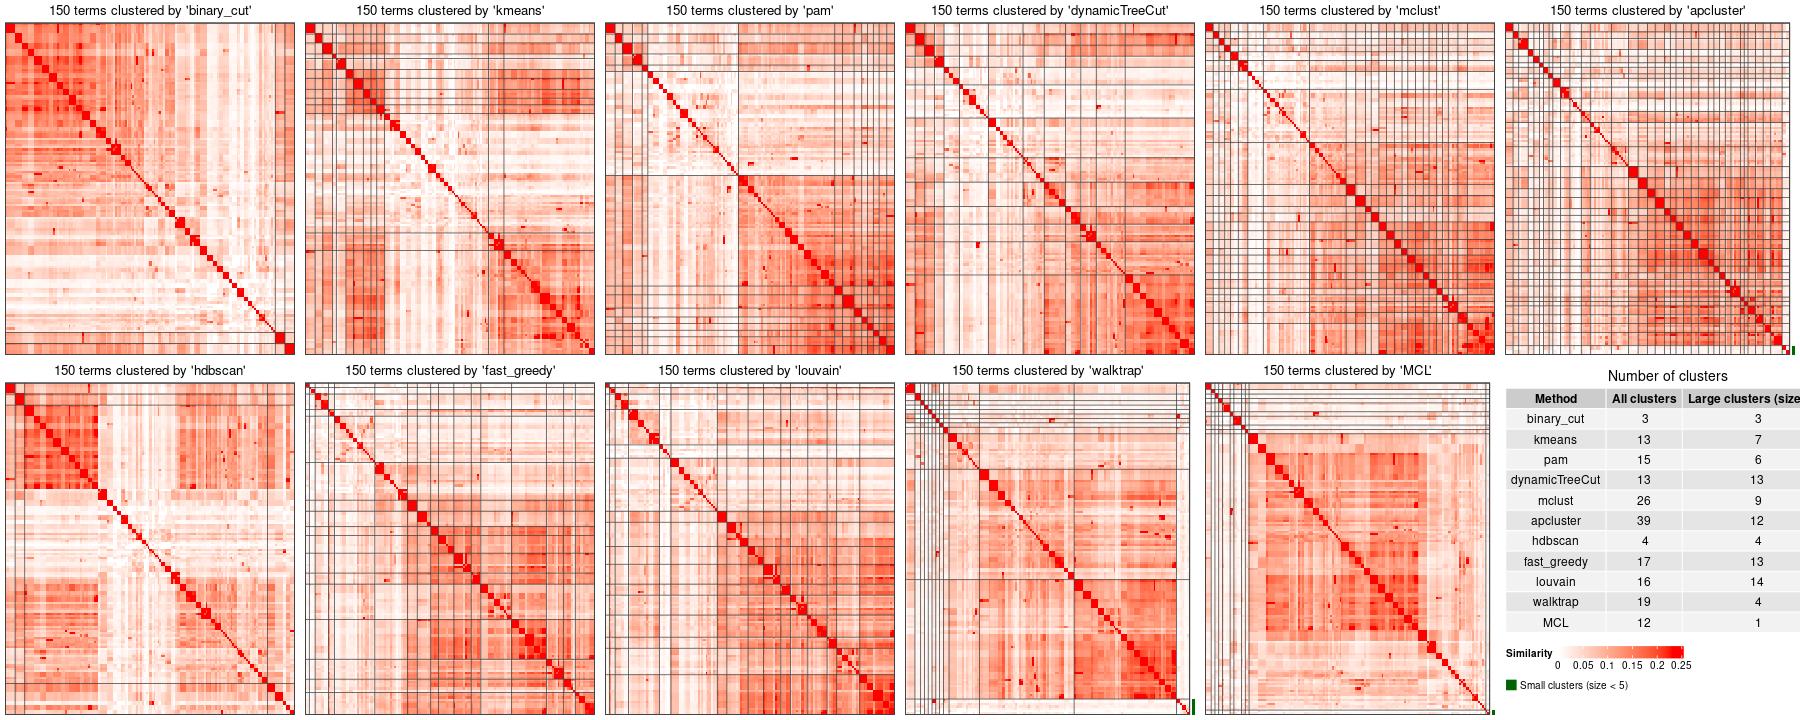 150 terms clustered by 'binary_cut'
150 terms clustered by 'kmeans'
150 terms clustered by 'pam'
150 terms clustered by 'dynamicTreeCut'
150 terms clustered by 'mclust'
150 terms clustered by 'apcluster'
150 terms clustered by 'hdbscan'
150 terms clustered by 'fast_greedy'
150 terms clustered by 'louvain'
150 terms clustered by 'walktrap'
150 terms clustered by 'MCL'
Number of clusters
Method All clusters Large clusters (size
binary_cut 3 3
kmeans 13 7
pam 15 6
dynamicTreeCut 13 13
mclust 26 9
apcluster 39 12
hdbscan 4 4
fast_greedy 17 13
louvain 16 14
walktrap 19 4
MCL 12 1
Similarity
0 0.05 0.1 0.15 0.2 0.25
Small clusters (size < 5)